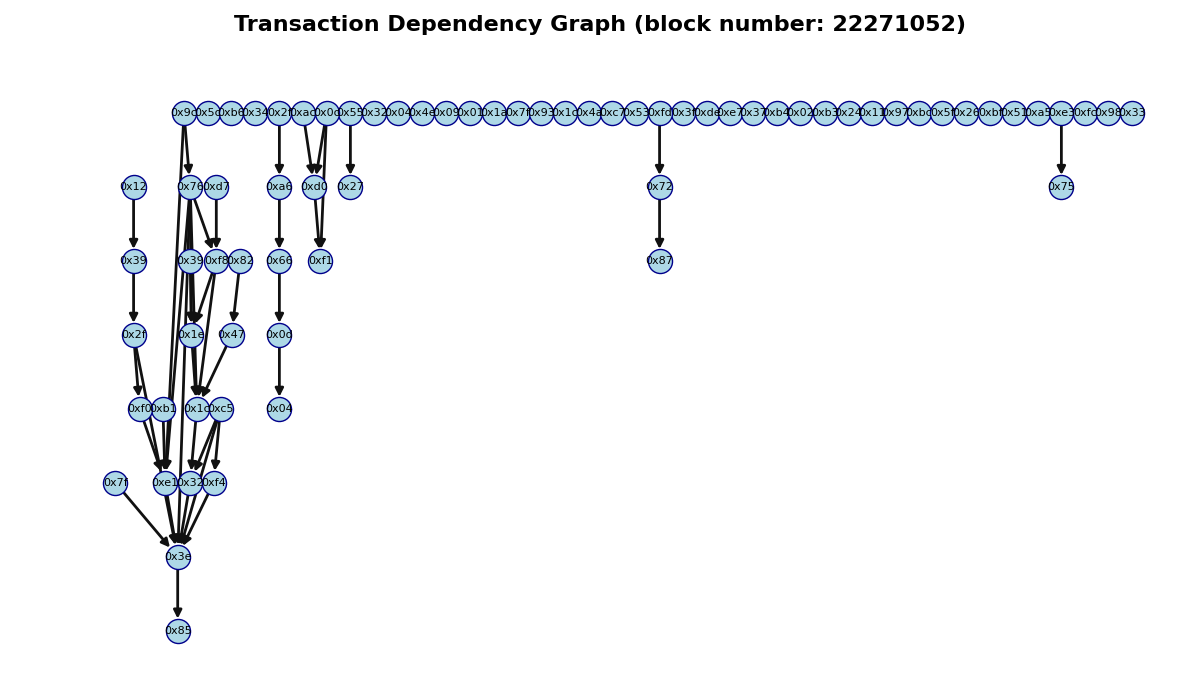 Transaction Dependency Graph (block number: 22271052)
0x9c 0x5c 0xb6 0x34 0x2f 0xac 0x0c 0x55 0x32 0x04 0x4e 0x09 0x01 0x1a 0x7f 0x93 0x1c 0x4a 0xc7 0x53 0xfd 0x3f 0xde 0xe7 0x37 0xb4 0x02 0xb3 0x24 0x11 0x97 0xbc 0x5f 0x26 0xbf 0x51 0xa5 0xe3 0xfc 0x98 0x33
0x12 0x76 0xd7 0xa6 0xd0 0x27 0x72 0x75
0x39 0x39 0xf8 0x82 0x66 0xf1 0x87
0x2f 0x1e 0x47 0x0d
0xf0 0xb1 0x1c 0xc5 0x04
0x7f 0xe1 0x32 0xf4
0x3e
0x85